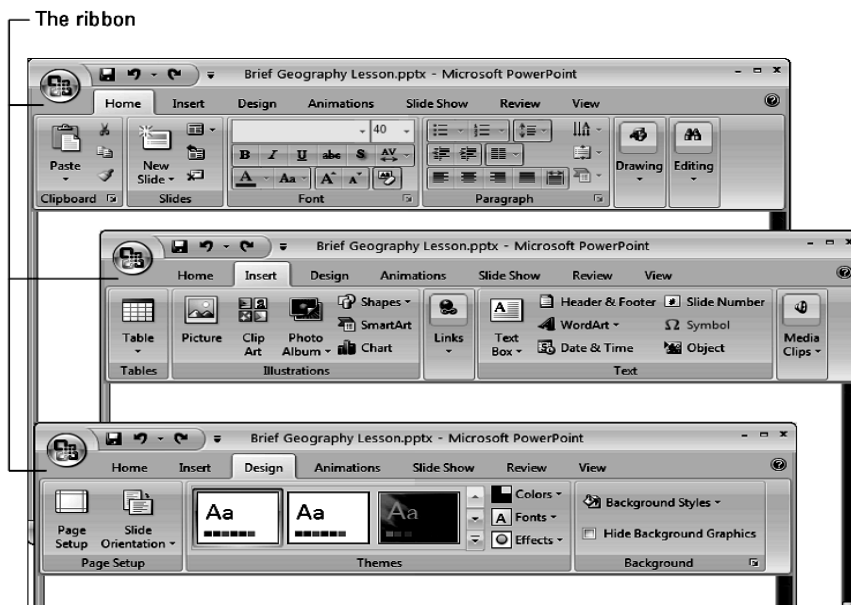 The ribbon
Brief Geography Lesson.pptx - Microsoft PowerPoint
Home Insert Design Animations Slide Show Review View
40
Paste
New Slide
B I U abe S AV
A Aa A A
Drawing
Editing
Clipboard Slides Font Paragraph
Brief Geography Lesson.pptx - Microsoft PowerPoint
Home Insert Design Animations Slide Show Review View
Table
Picture
Clip Art
Photo Album
Shapes
SmartArt
Chart
Links
A
Text Box
Header & Footer
WordArt
Date & Time
# Slide Number
Ω Symbol
Object
Media Clips
Tables Illustrations Text
Brief Geography Lesson.pptx - Microsoft PowerPoint
Home Insert Design Animations Slide Show Review View
Page Setup
Slide Orientation
Aa Aa Aa
Colors
A Fonts
Effects
Background Styles
Hide Background Graphics
Page Setup Themes Background